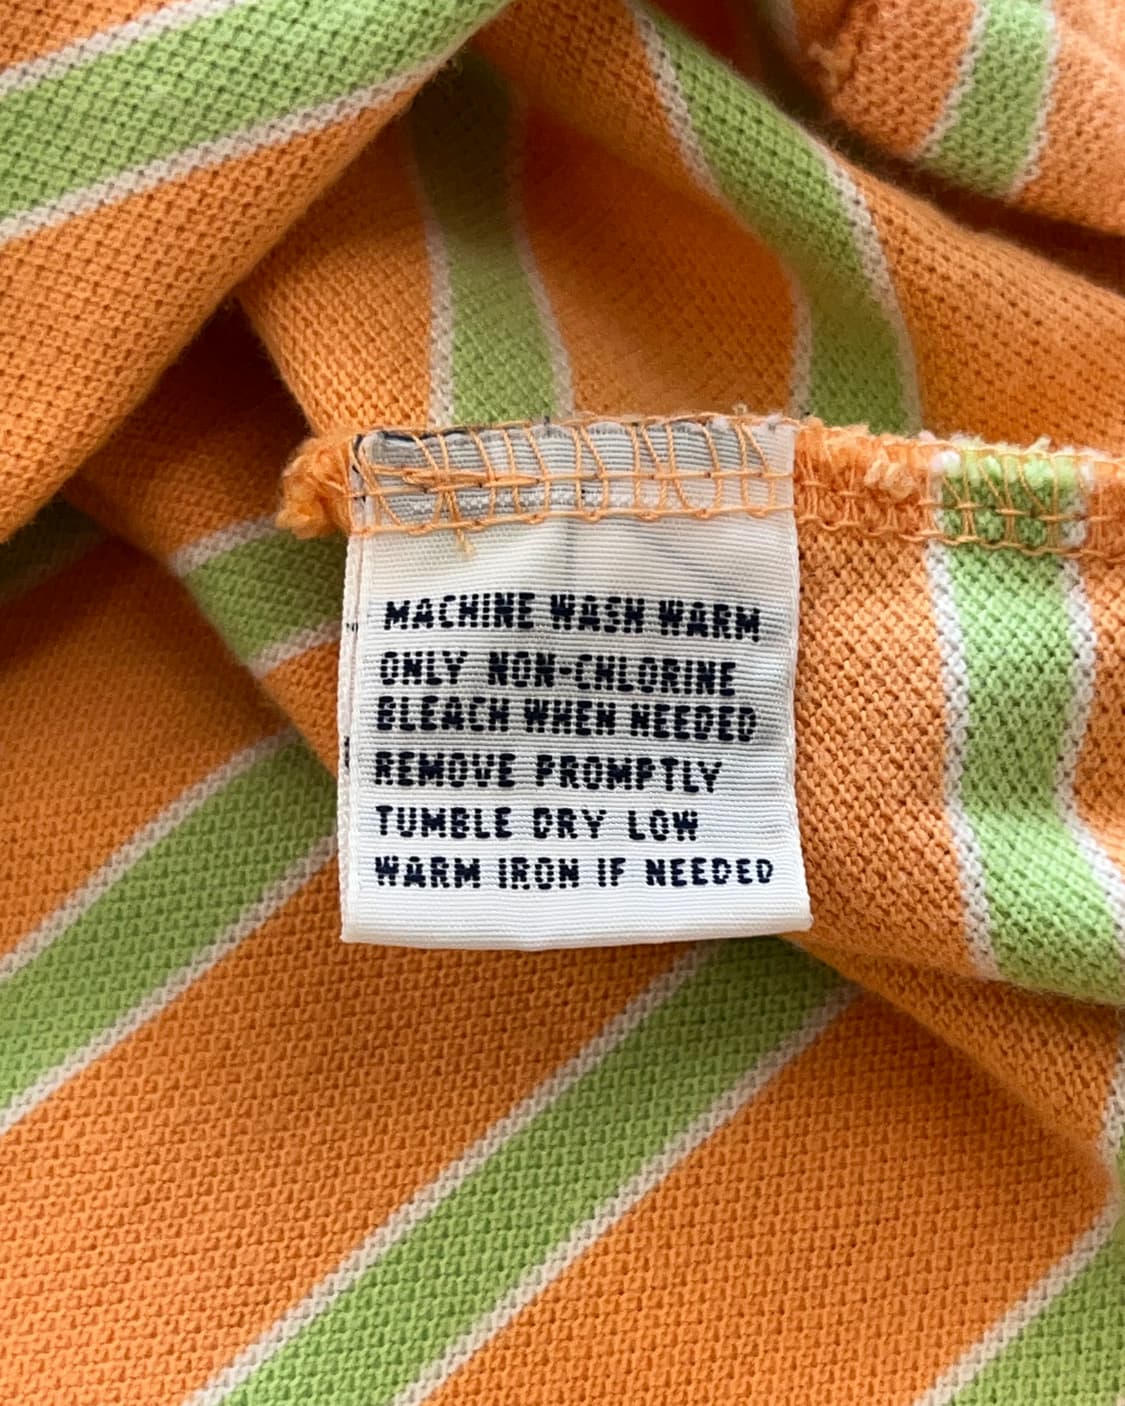 MACHINE WASH WARM
ONLY NON-CHLORINE
BLEACH WHEN NEEDED
REMOVE PROMPTLY
TUMBLE DRY LOW
WARM IRON IF NEEDED